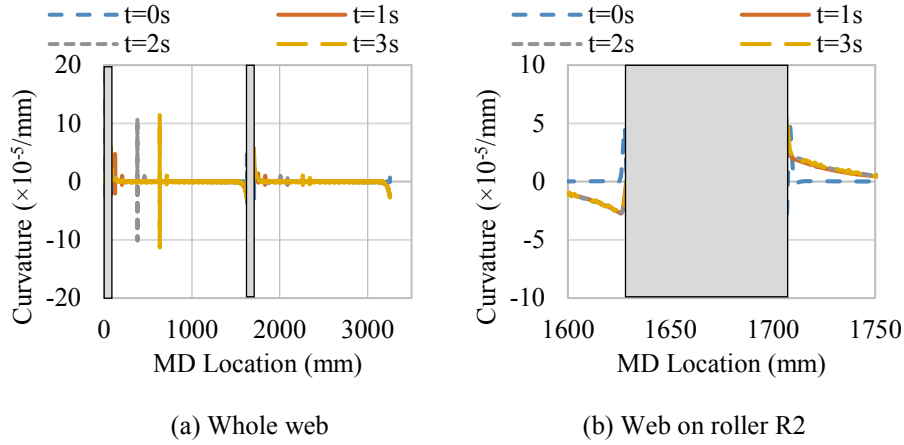 t=0s t=1s
t=2s t=3s
20
10
0
-10
-20
0 1000 2000 3000
Curvature (×10⁻⁵/mm)
MD Location (mm)
(a) Whole web
t=0s t=1s
t=2s t=3s
10
5
0
-5
-10
1600 1650 1700 1750
Curvature (×10⁻⁵/mm)
MD Location (mm)
(b) Web on roller R2